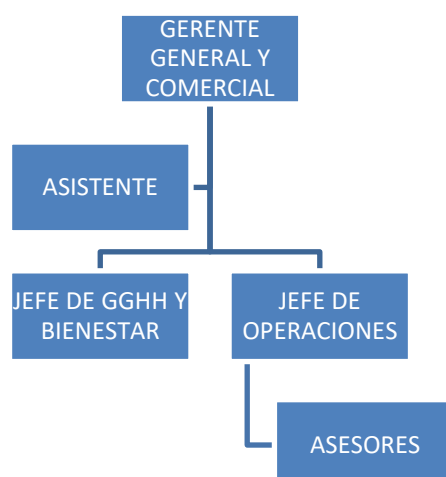 GERENTE
GENERAL Y
COMERCIAL
ASISTENTE
JEFE DE GGHH Y
BIENESTAR
JEFE DE
OPERACIONES
ASESORES